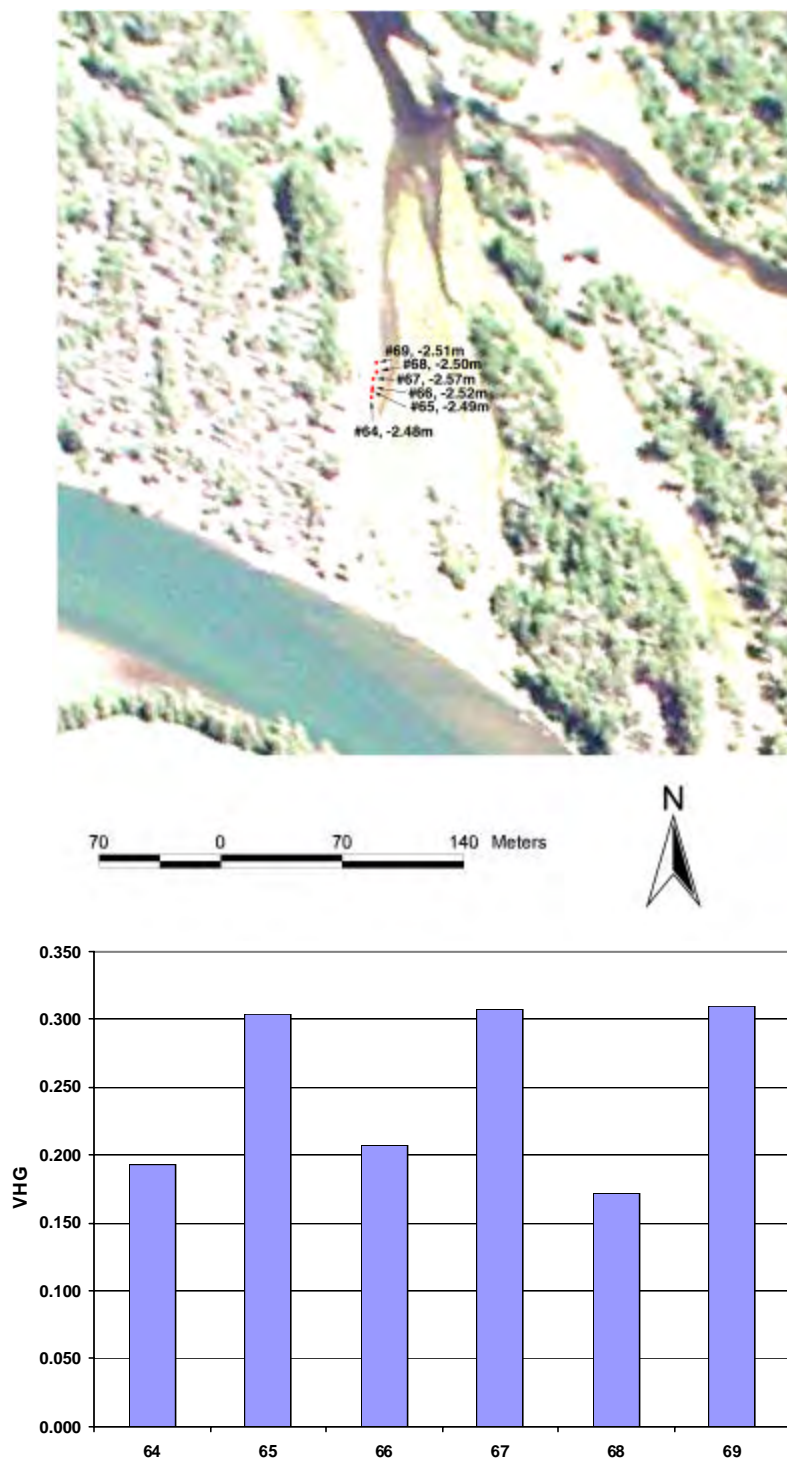 #69, -2.51m
#68, -2.50m
#67, -2.57m
#66, -2.52m
#65, -2.49m
#64, -2.48m
N
70 0 70 140 Meters
0.350
0.300
0.250
0.200
0.150
0.100
0.050
0.000
VHG
64 65 66 67 68 69